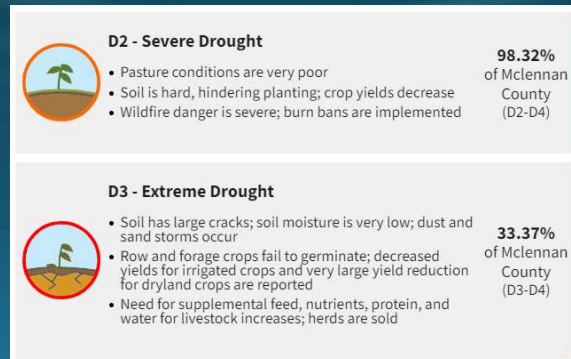 D2 - Severe Drought
• Pasture conditions are very poor
• Soil is hard, hindering planting; crop yields decrease
• Wildfire danger is severe; burn bans are implemented
98.32%
of Mclennan
County
(D2-D4)
D3 - Extreme Drought
• Soil has large cracks; soil moisture is very low; dust and
sand storms occur
• Row and forage crops fail to germinate; decreased
yields for irrigated crops and very large yield reduction
for dryland crops are reported
• Need for supplemental feed, nutrients, protein, and
water for livestock increases; herds are sold
33.37%
of Mclennan
County
(D3-D4)